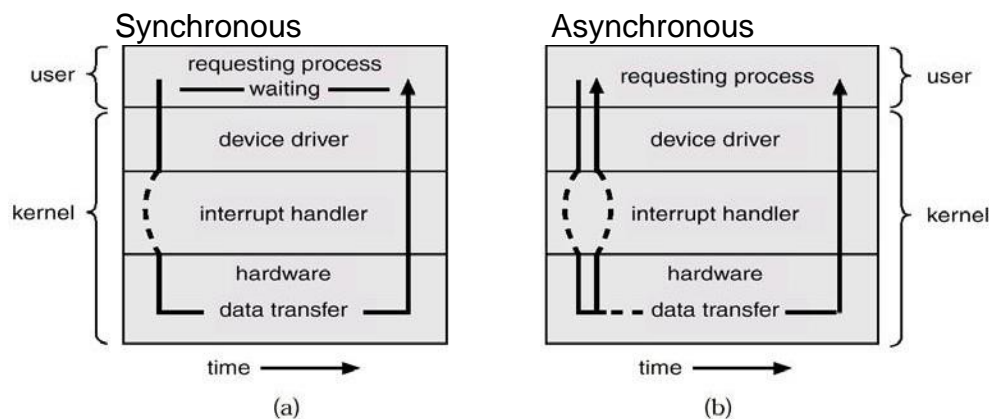 Synchronous
user
requesting process
waiting
device driver
kernel
interrupt handler
hardware
data transfer
time
(a)
Asynchronous
requesting process
user
device driver
interrupt handler
kernel
hardware
data transfer
time
(b)